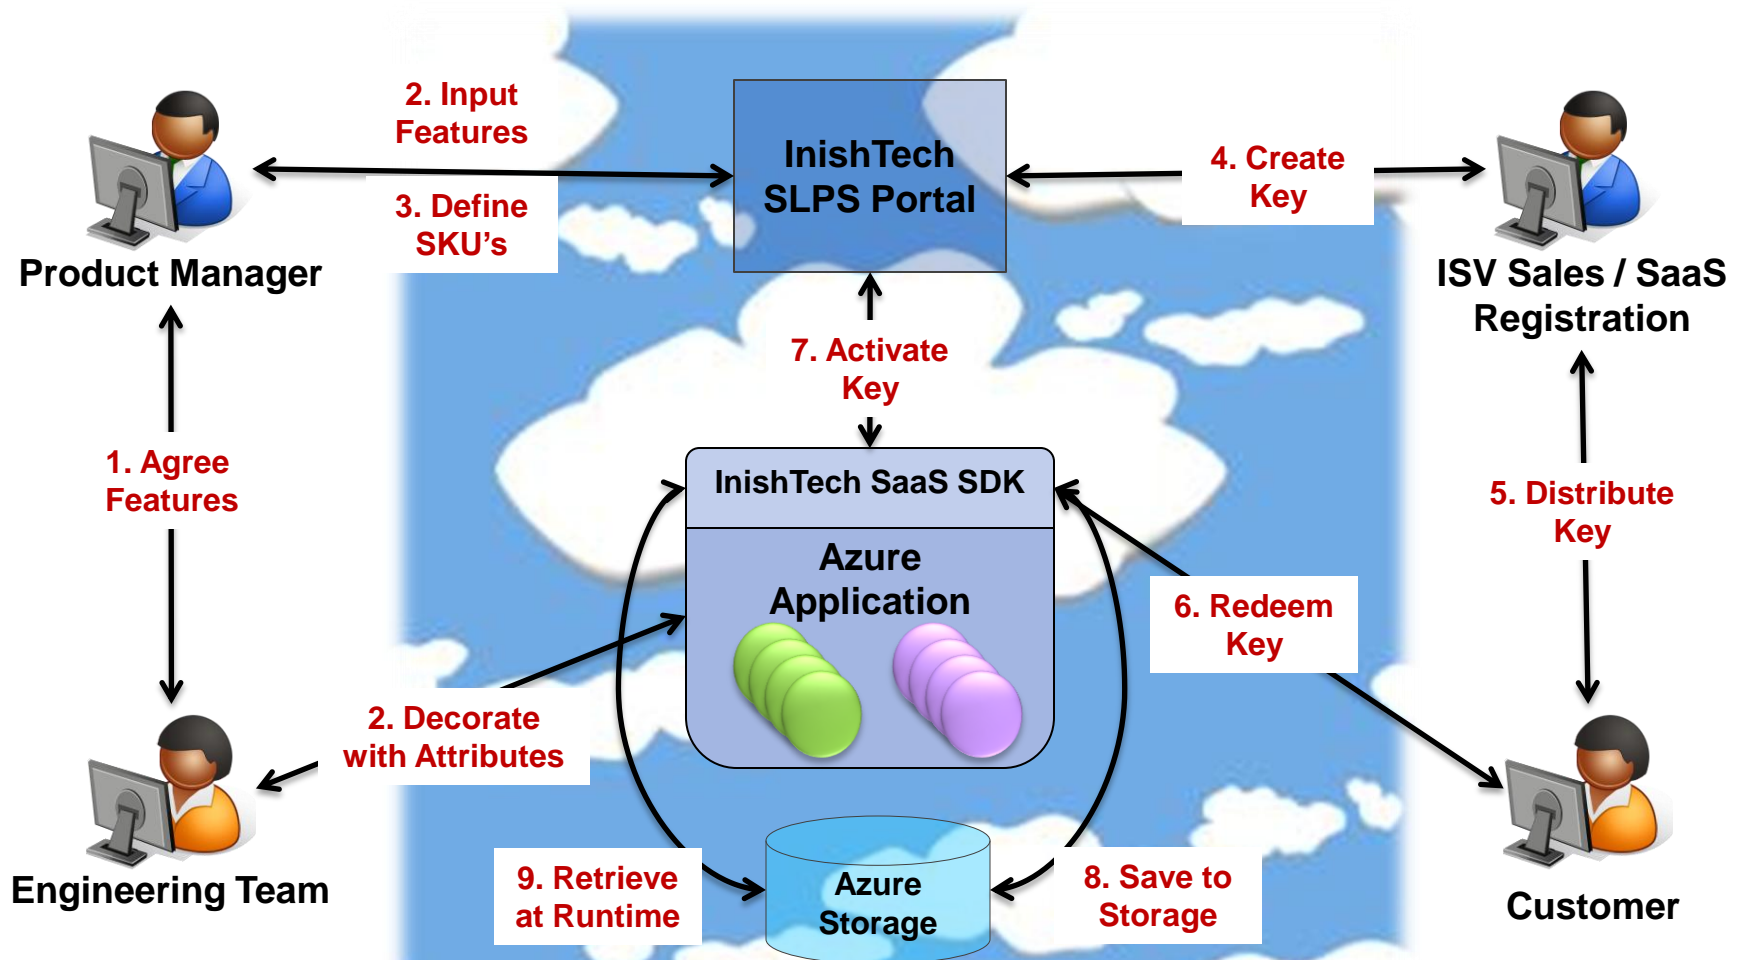 2. Input
Features
InishTech
SLPS Portal
4. Create
Key
3. Define
SKU's
Product Manager
ISV Sales / SaaS
Registration
7. Activate
Key
1. Agree
Features
InishTech SaaS SDK
5. Distribute
Key
Azure
Application
6. Redeem
Key
2. Decorate
with Attributes
Engineering Team
9. Retrieve
at Runtime
Azure
Storage
8. Save to
Storage
Customer